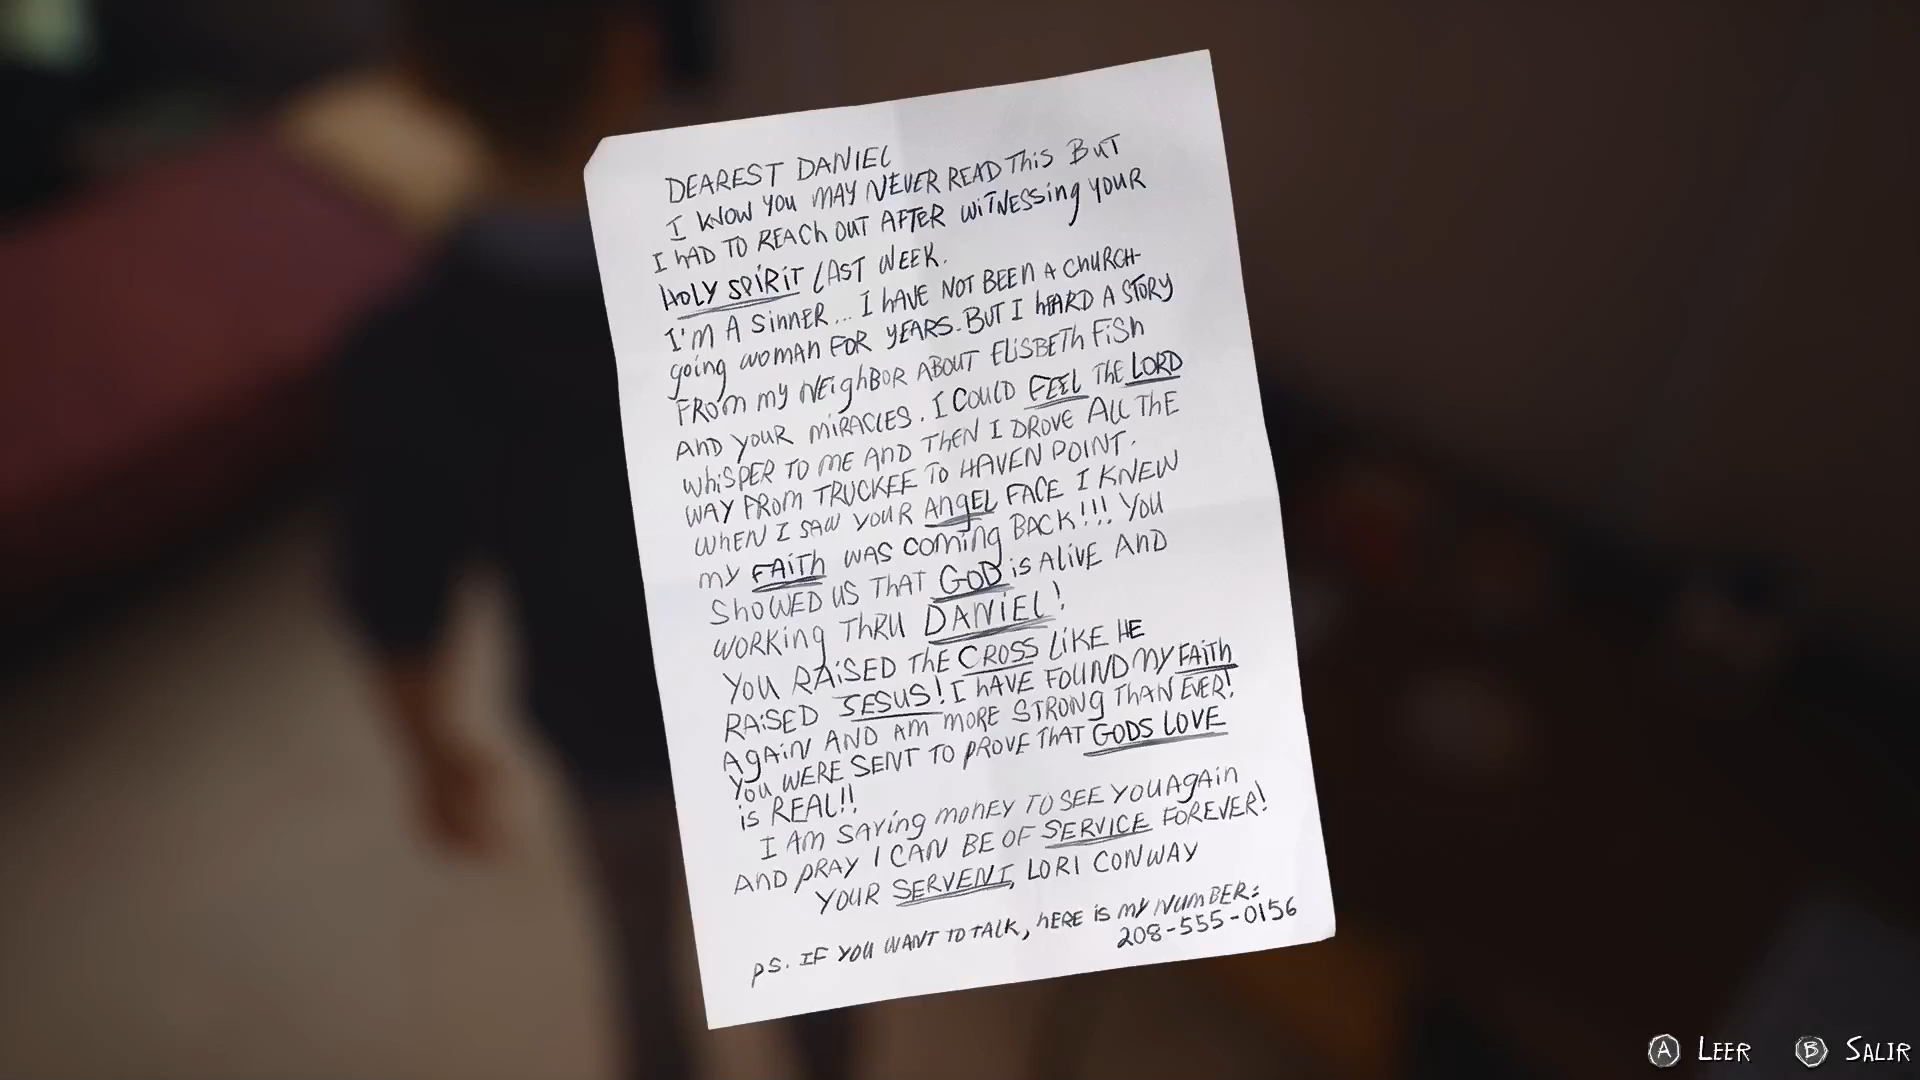 DEAREST DANIEL
I KNOW YOU MAY NEVER READ THIS BUT
I HAD TO REACH OUT AFTER WITNESSING YOUR
HOLY SPIRIT LAST WEEK.
I'M A SINNER... I HAVE NOT BEEN A CHURCH-
GOING WOMAN FOR YEARS. BUT I HEARD A STORY
FROM MY NEIGHBOR ABOUT ELISBETH FISH
AND YOUR MIRACLES. I COULD FEEL THE LORD
WHISPER TO ME AND THEN I DROVE ALL THE
WAY FROM TRUCKEE TO HAVEN POINT.
WHEN I SAW YOUR ANGEL FACE I KNEW
MY FAITH WAS COMING BACK!!! YOU
SHOWED US THAT GOD IS ALIVE AND
WORKING THRU DANIEL!
YOU RAISED THE CROSS LIKE HE
RAISED JESUS! I HAVE FOUND MY FAITH
AGAIN AND AM MORE STRONG THAN EVER!
YOU WERE SENT TO PROVE THAT GODS LOVE
IS REAL!!
I AM SAVING MONEY TO SEE YOU AGAIN
AND PRAY I CAN BE OF SERVICE FOREVER!
YOUR SERVENT, LORI CONWAY
PS. IF YOU WANT TO TALK, HERE IS MY NUMBER:
208-555-0156
A LEER B SALIR